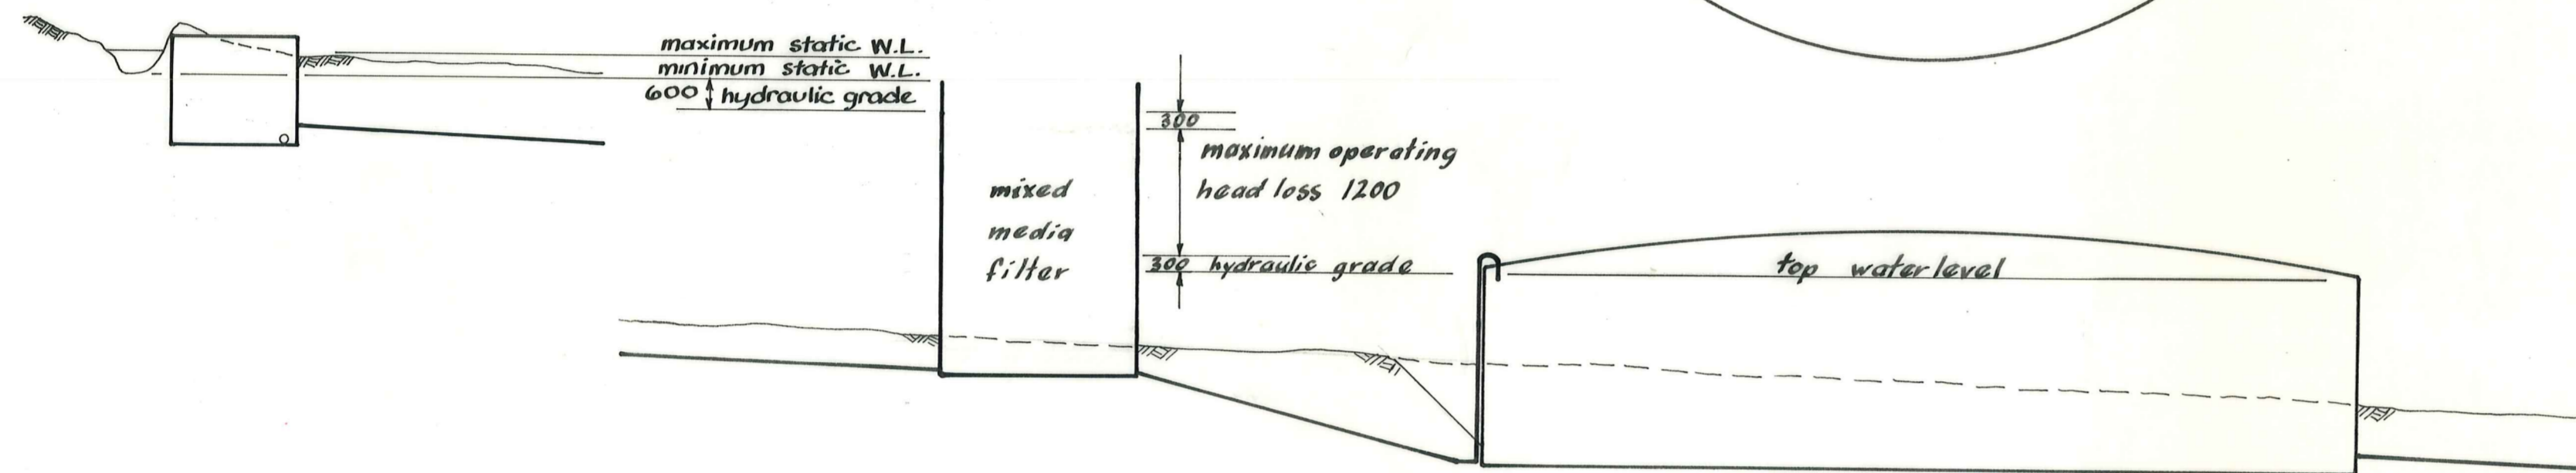 maximum static W.L.
minimum static W.L.
600 hydraulic grade
300
maximum operating
head loss 1200
mixed
media
filter
300 hydraulic grade
top water level